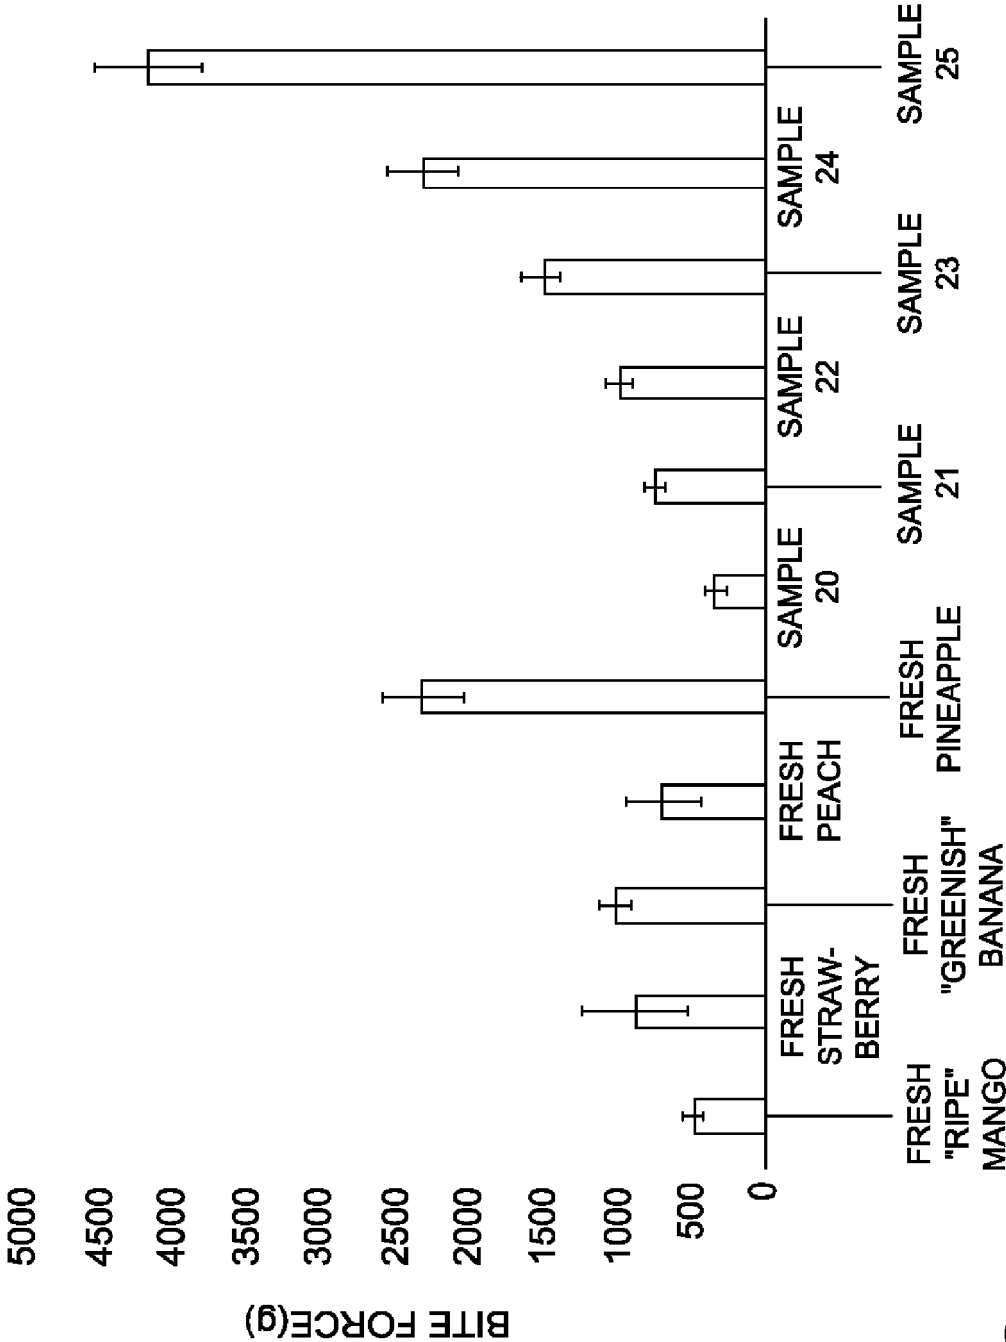 BITE FORCE(g)
5000
4500
4000
3500
3000
2500
2000
1500
1000
500
0
FRESH
"RIPE"
MANGO
FRESH
STRAW-
BERRY
FRESH
"GREENISH"
BANANA
FRESH
PEACH
FRESH
PINEAPPLE
SAMPLE
20
SAMPLE
21
SAMPLE
22
SAMPLE
23
SAMPLE
24
SAMPLE
25